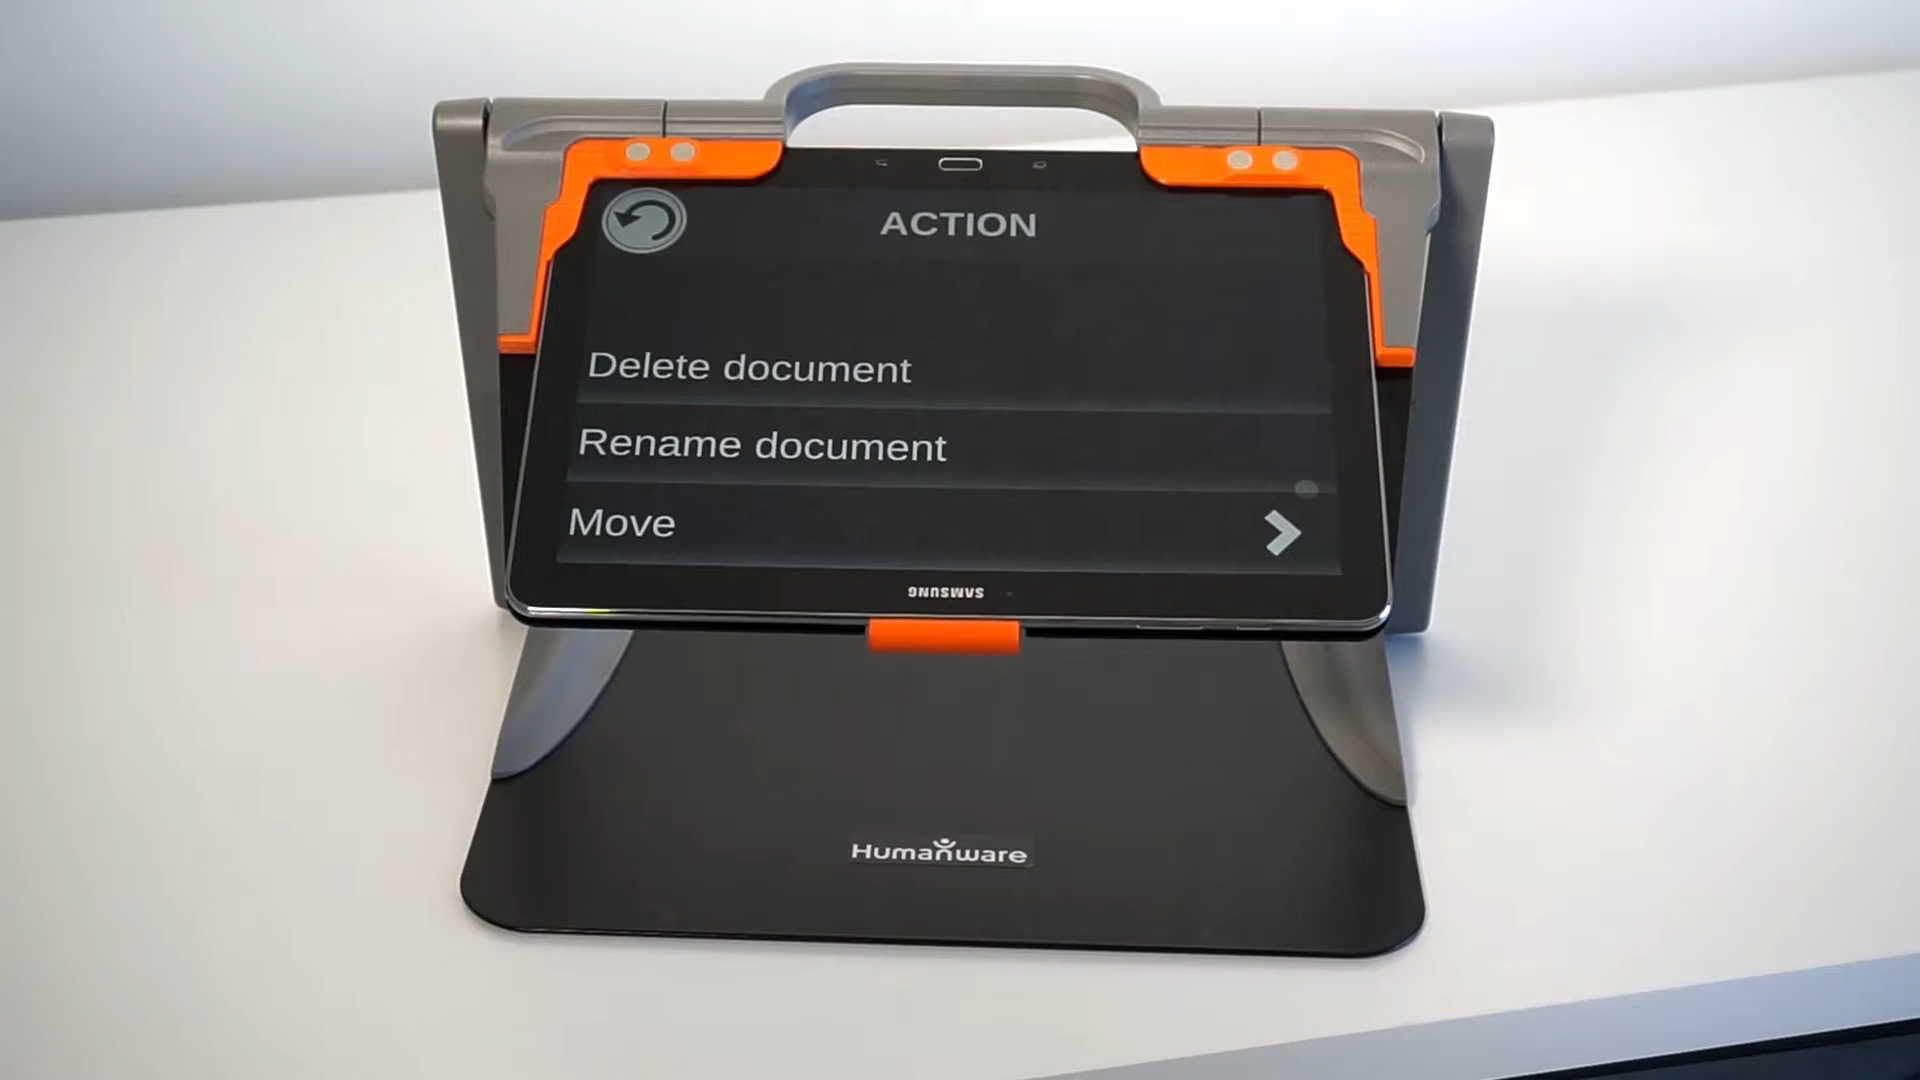 ACTION
Delete document
Rename document
Move
SAMSUNG
Humanware